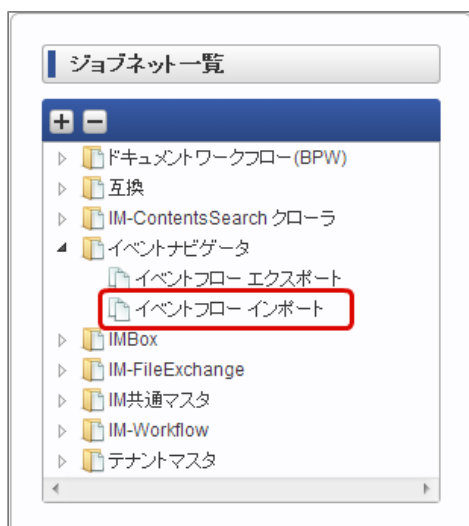 ジョブネット一覧
ドキュメントワークフロー(BPW)
互換
IM-ContentsSearch クローラ
イベントナビゲータ
イベントフロー エクスポート
イベントフロー インポート
IMBox
IM-FileExchange
IM共通マスタ
IM-Workflow
テナントマスタ